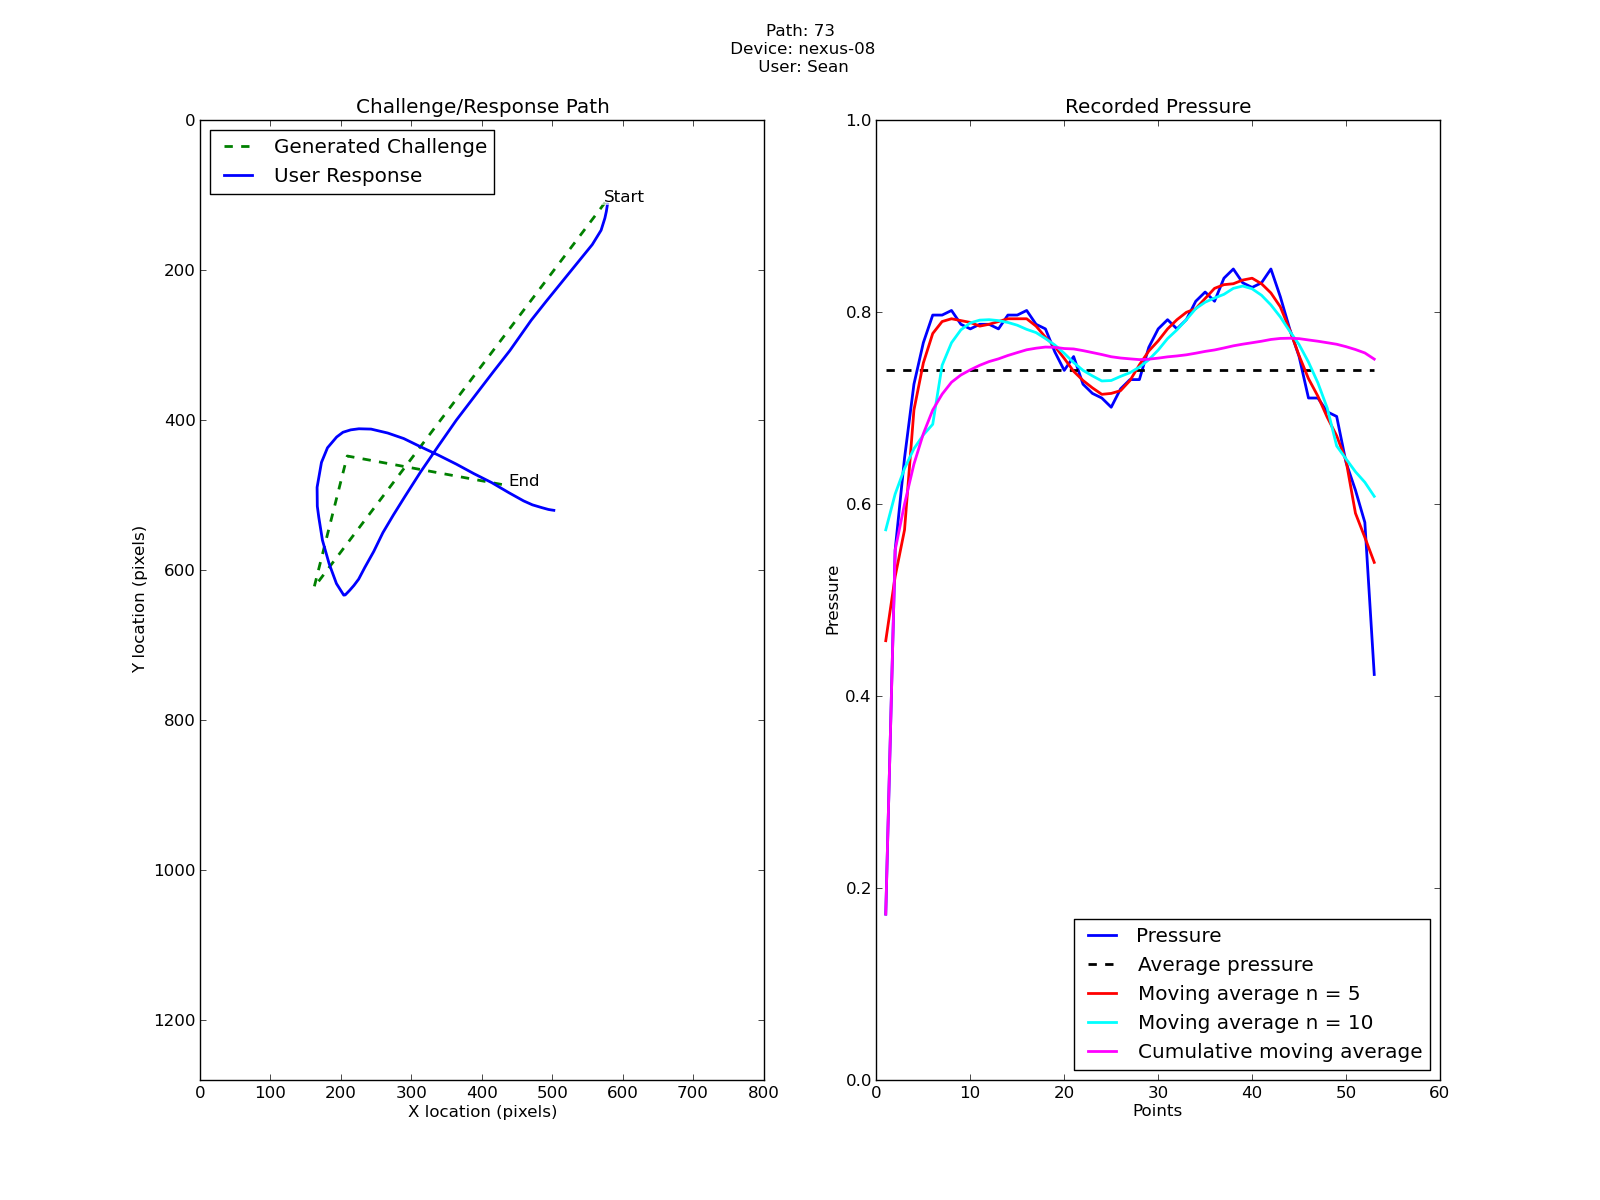 Path: 73
Device: nexus-08
User: Sean
Challenge/Response Path
Generated Challenge
User Response
Start
End
0
200
400
600
800
1000
1200
Y location (pixels)
0 100 200 300 400 500 600 700 800
X location (pixels)
Recorded Pressure
1.0
0.8
0.6
0.4
0.2
0.0
Pressure
Pressure
Average pressure
Moving average n = 5
Moving average n = 10
Cumulative moving average
0 10 20 30 40 50 60
Points